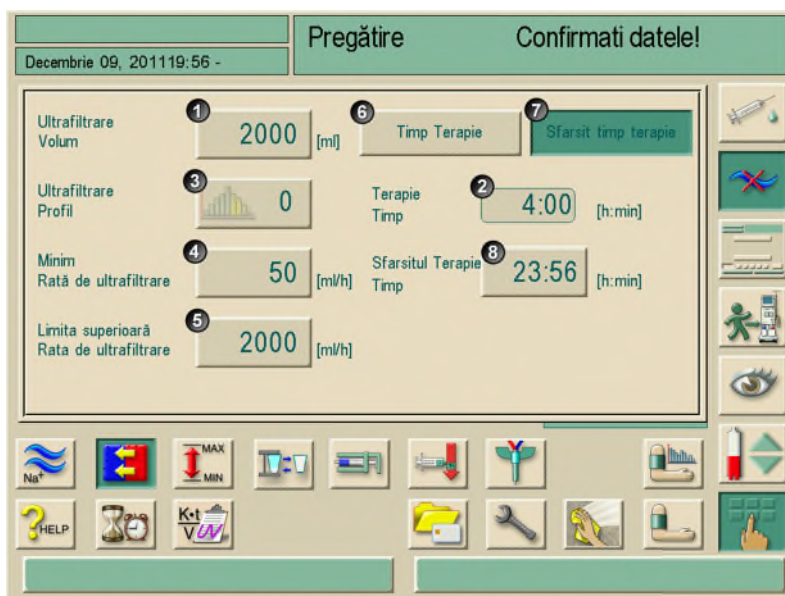 Pregătire Confirmati datele!
Decembrie 09, 201119:56 -
1 6 7
Ultrafiltrare
Volum
2000 [ml] Timp Terapie Sfarsit timp terapie
3 2
Ultrafiltrare
Profil
0
Terapie
Timp
4:00 [h:min]
4 8
Minim
Rată de ultrafiltrare
50 [ml/h]
Sfarsitul Terapie
Timp
23:56 [h:min]
5
Limita superioară
Rata de ultrafiltrare
2000 [ml/h]
Na+
MAX
MIN
HELP
K•t
V